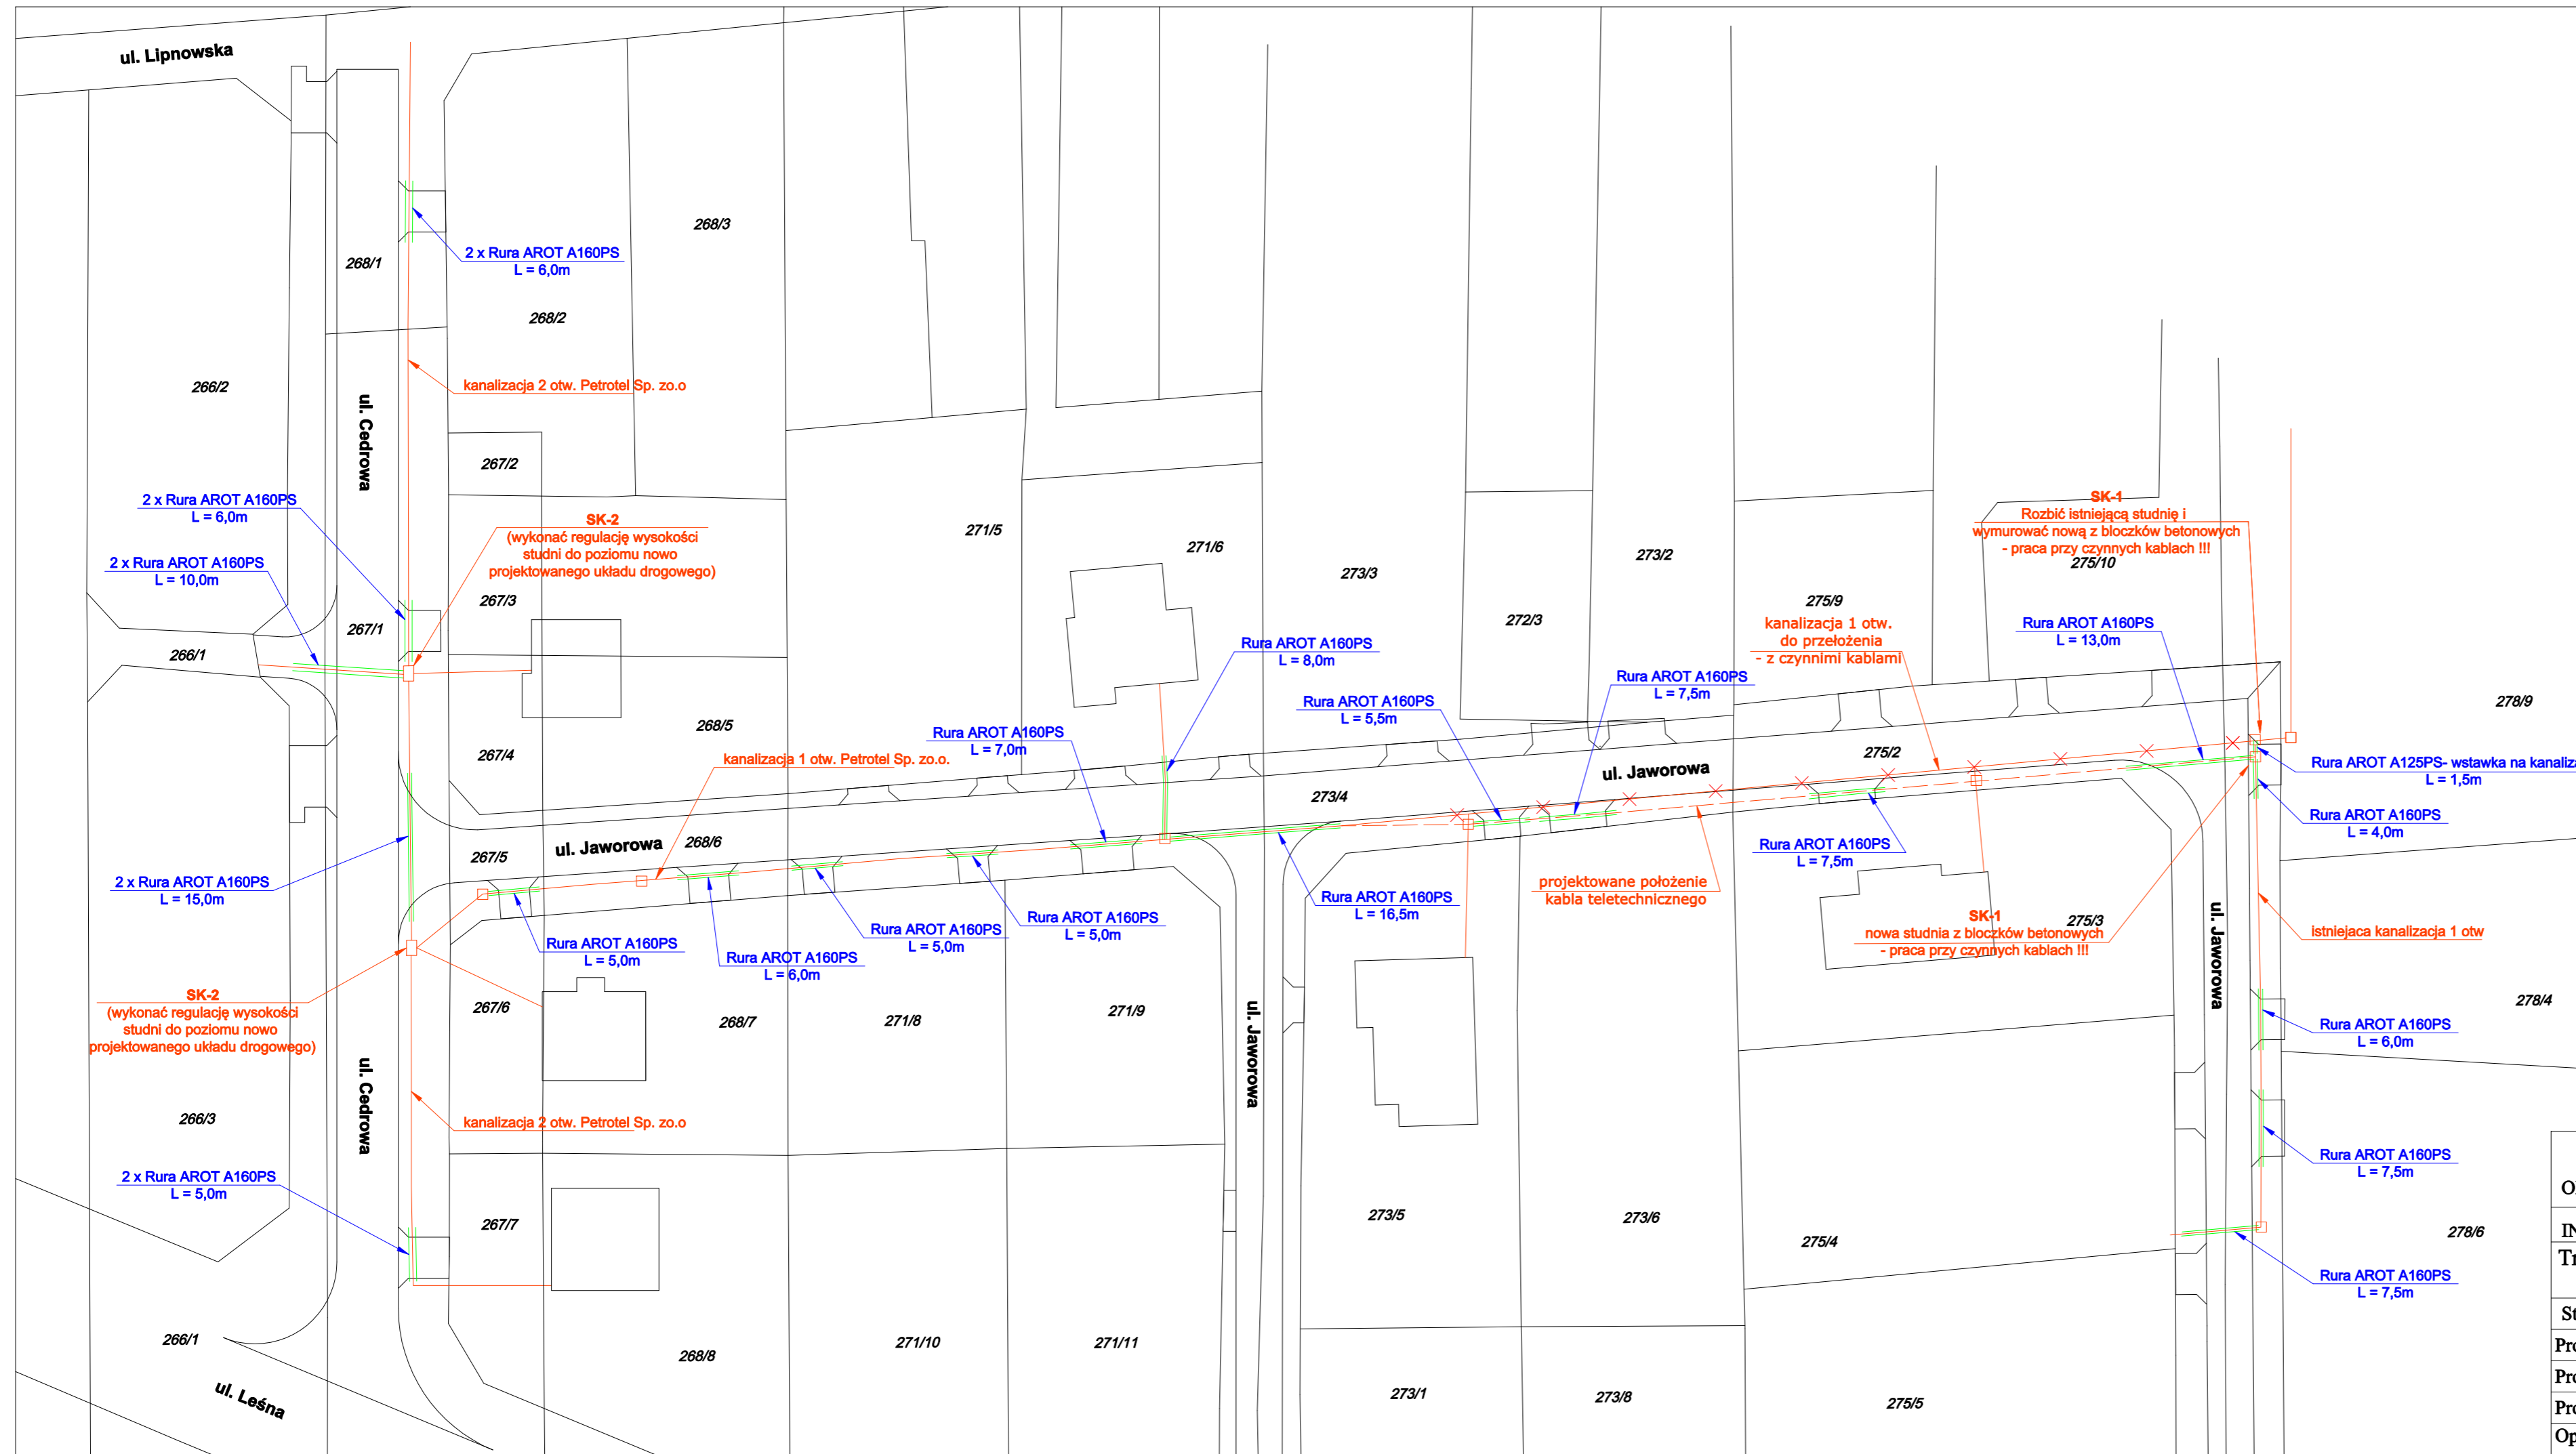 ul. Lipnowska
268/3
268/1
2 x Rura AROT A160PS
L = 6,0m
268/2
266/2
kanalizacja 2 otw. Petrotel Sp. zo.o
ul. Cedrowa
267/2
2 x Rura AROT A160PS
L = 6,0m
SK-2
(wykonać regulację wysokości
studni do poziomu nowo
projektowanego układu drogowego)
2 x Rura AROT A160PS
L = 10,0m
267/3
267/1
266/1
271/5
271/6
273/3
273/2
272/3
SK-1
Rozbić istniejącą studnię i
wymurować nową z bloczków betonowych
- praca przy czynnych kablach !!!
275/10
275/9
kanalizacja 1 otw.
do przełożenia
- z czynnimi kablami
Rura AROT A160PS
L = 13,0m
Rura AROT A160PS
L = 8,0m
Rura AROT A160PS
L = 7,5m
Rura AROT A160PS
L = 5,5m
278/9
267/4
268/5
Rura AROT A160PS
L = 7,0m
kanalizacja 1 otw. Petrotel Sp. zo.o.
275/2
ul. Jaworowa
273/4
Rura AROT A125PS- wstawka na kanaliza
L = 1,5m
Rura AROT A160PS
L = 4,0m
267/5
ul. Jaworowa
268/6
Rura AROT A160PS
L = 7,5m
2 x Rura AROT A160PS
L = 15,0m
projektowane położenie
kabla teletechnicznego
Rura AROT A160PS
L = 16,5m
Rura AROT A160PS
L = 5,0m
Rura AROT A160PS
L = 5,0m
Rura AROT A160PS
L = 5,0m
Rura AROT A160PS
L = 6,0m
SK-1
nowa studnia z bloczków betonowych
- praca przy czynnych kablach !!!
275/3
ul. Jaworowa
istniejaca kanalizacja 1 otw
SK-2
(wykonać regulację wysokości
studni do poziomu nowo
projektowanego układu drogowego)
267/6
268/7
271/8
271/9
ul. Jaworowa
278/4
Rura AROT A160PS
L = 6,0m
ul. Cedrowa
266/3
kanalizacja 2 otw. Petrotel Sp. zo.o
2 x Rura AROT A160PS
L = 5,0m
Rura AROT A160PS
L = 7,5m
267/7
273/5
273/6
275/4
278/6
Rura AROT A160PS
L = 7,5m
266/1
268/8
271/10
271/11
273/1
273/8
275/5
ul. Leśna
IN
Pro
Pro
Pro
Op